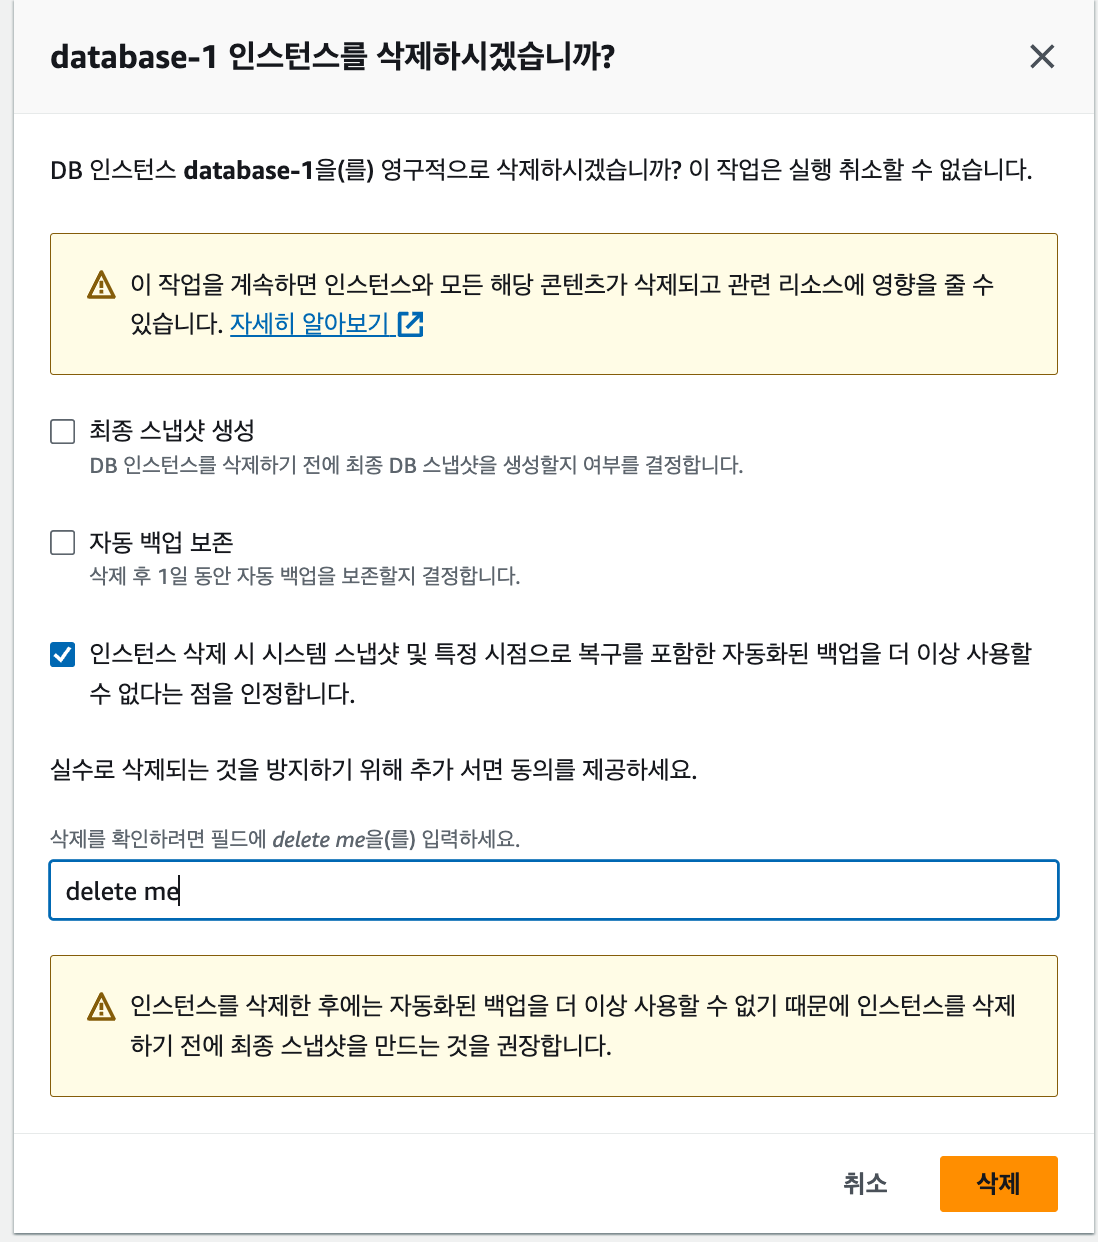 database-1 인스턴스를 삭제하시겠습니까?
DB 인스턴스 database-1을(를) 영구적으로 삭제하시겠습니까? 이 작업은 실행 취소할 수 없습니다.
이 작업을 계속하면 인스턴스와 모든 해당 콘텐츠가 삭제되고 관련 리소스에 영향을 줄 수
있습니다. 자세히 알아보기
최종 스냅샷 생성
DB 인스턴스를 삭제하기 전에 최종 DB 스냅샷을 생성할지 여부를 결정합니다.
자동 백업 보존
삭제 후 1일 동안 자동 백업을 보존할지 결정합니다.
인스턴스 삭제 시 시스템 스냅샷 및 특정 시점으로 복구를 포함한 자동화된 백업을 더 이상 사용할
수 없다는 점을 인정합니다.
실수로 삭제되는 것을 방지하기 위해 추가 서면 동의를 제공하세요.
삭제를 확인하려면 필드에 delete me을(를) 입력하세요.
delete me
인스턴스를 삭제한 후에는 자동화된 백업을 더 이상 사용할 수 없기 때문에 인스턴스를 삭제
하기 전에 최종 스냅샷을 만드는 것을 권장합니다.
취소
삭제